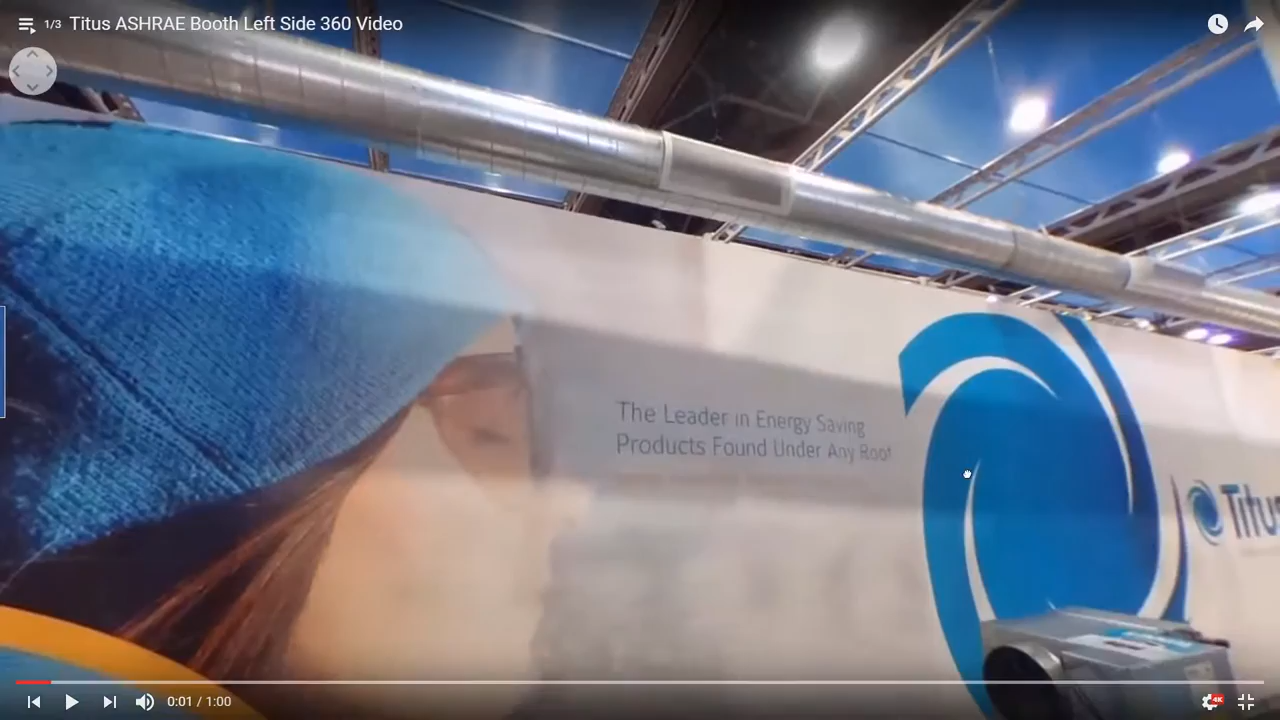 1/3 Titus ASHRAE Booth Left Side 360 Video
The Leader in Energy Saving
Products Found Under Any Roof
Titus
4K
0:01 / 1:00